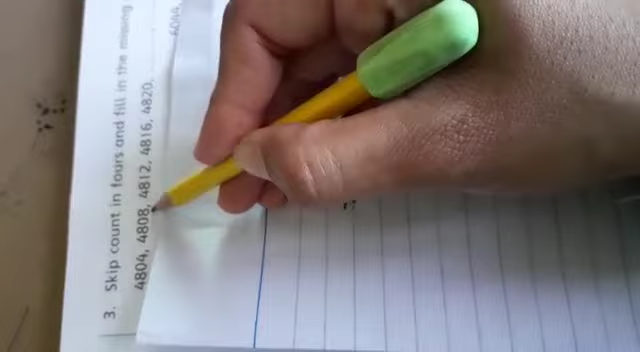 3. Skip count in fours and fill in the missing
4804, 4808, 4812, 4816, 4820,